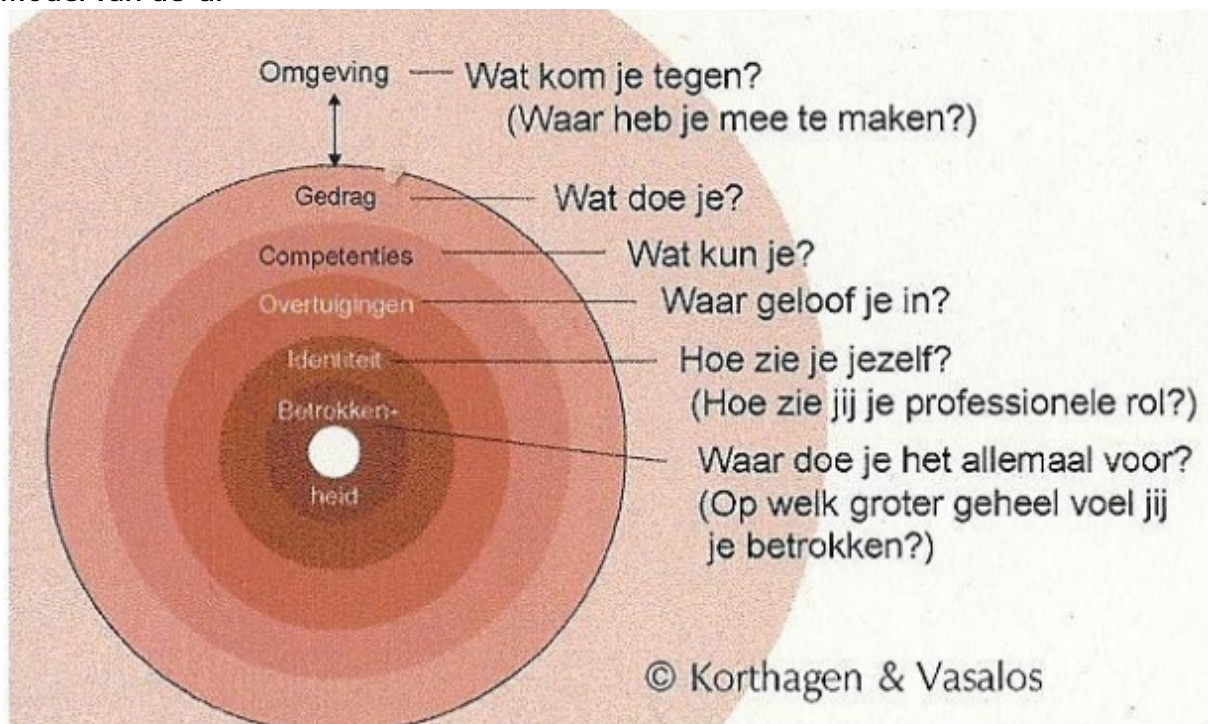 Omgeving
Wat kom je tegen?
(Waar heb je mee te maken?)
Gedrag
Wat doe je?
Competenties
Wat kun je?
Overtuigingen
Waar geloof je in?
Identiteit
Hoe zie je jezelf?
(Hoe zie jij je professionele rol?)
Betrokken-
heid
Waar doe je het allemaal voor?
(Op welk groter geheel voel jij
je betrokken?)
© Korthagen & Vasalos